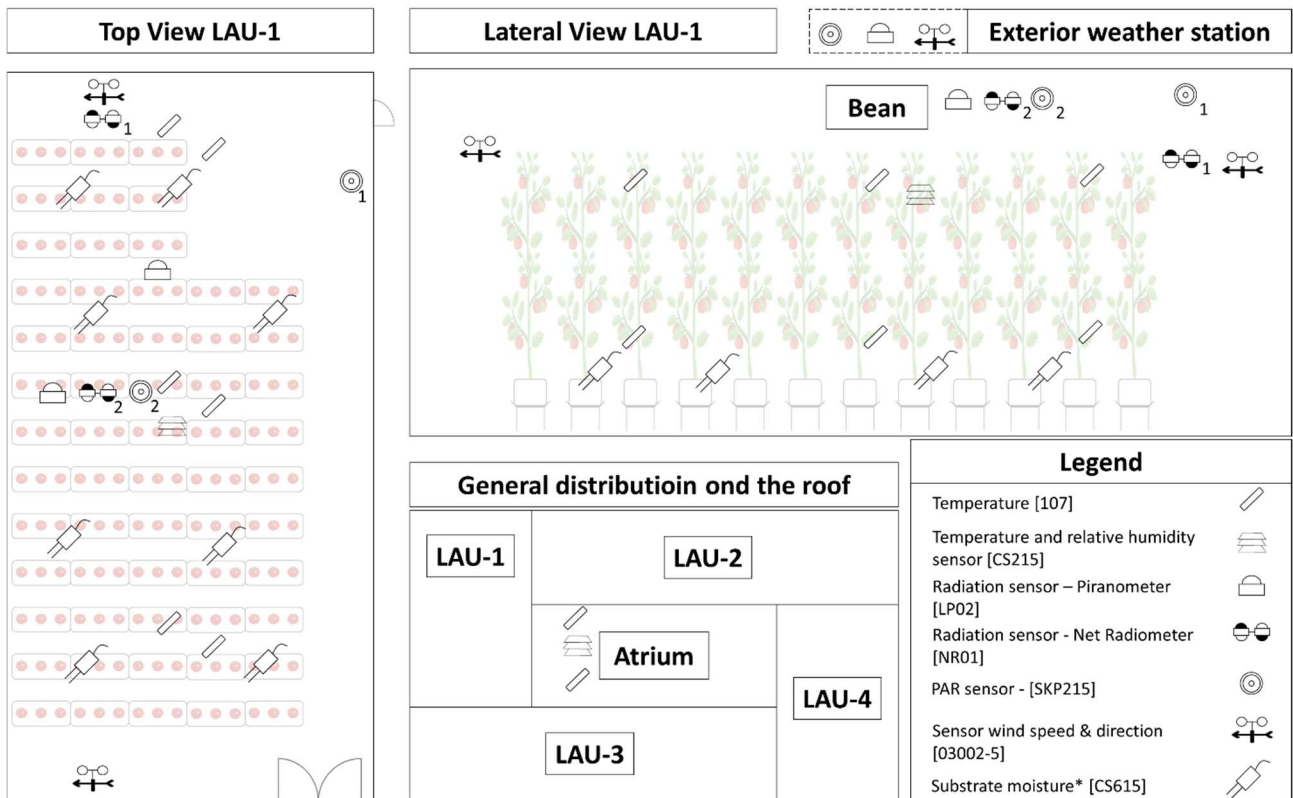 Top View LAU-1
Lateral View LAU-1
Exterior weather station
1
1
2
2
Bean
2
2
1
1
General distributioin ond the roof
LAU-1
LAU-2
Atrium
LAU-4
LAU-3
Legend
Temperature [107]
Temperature and relative humidity
sensor [CS215]
Radiation sensor – Piranometer
[LP02]
Radiation sensor - Net Radiometer
[NR01]
PAR sensor - [SKP215]
Sensor wind speed & direction
[03002-5]
Substrate moisture* [CS615]